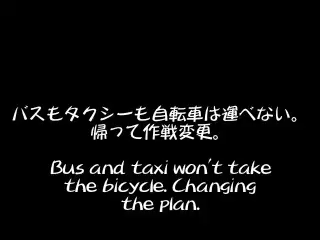 バスもタクシーも自転車は運べない。
帰って作戦変更。
Bus and taxi won't take
the bicycle. Changing
the plan.